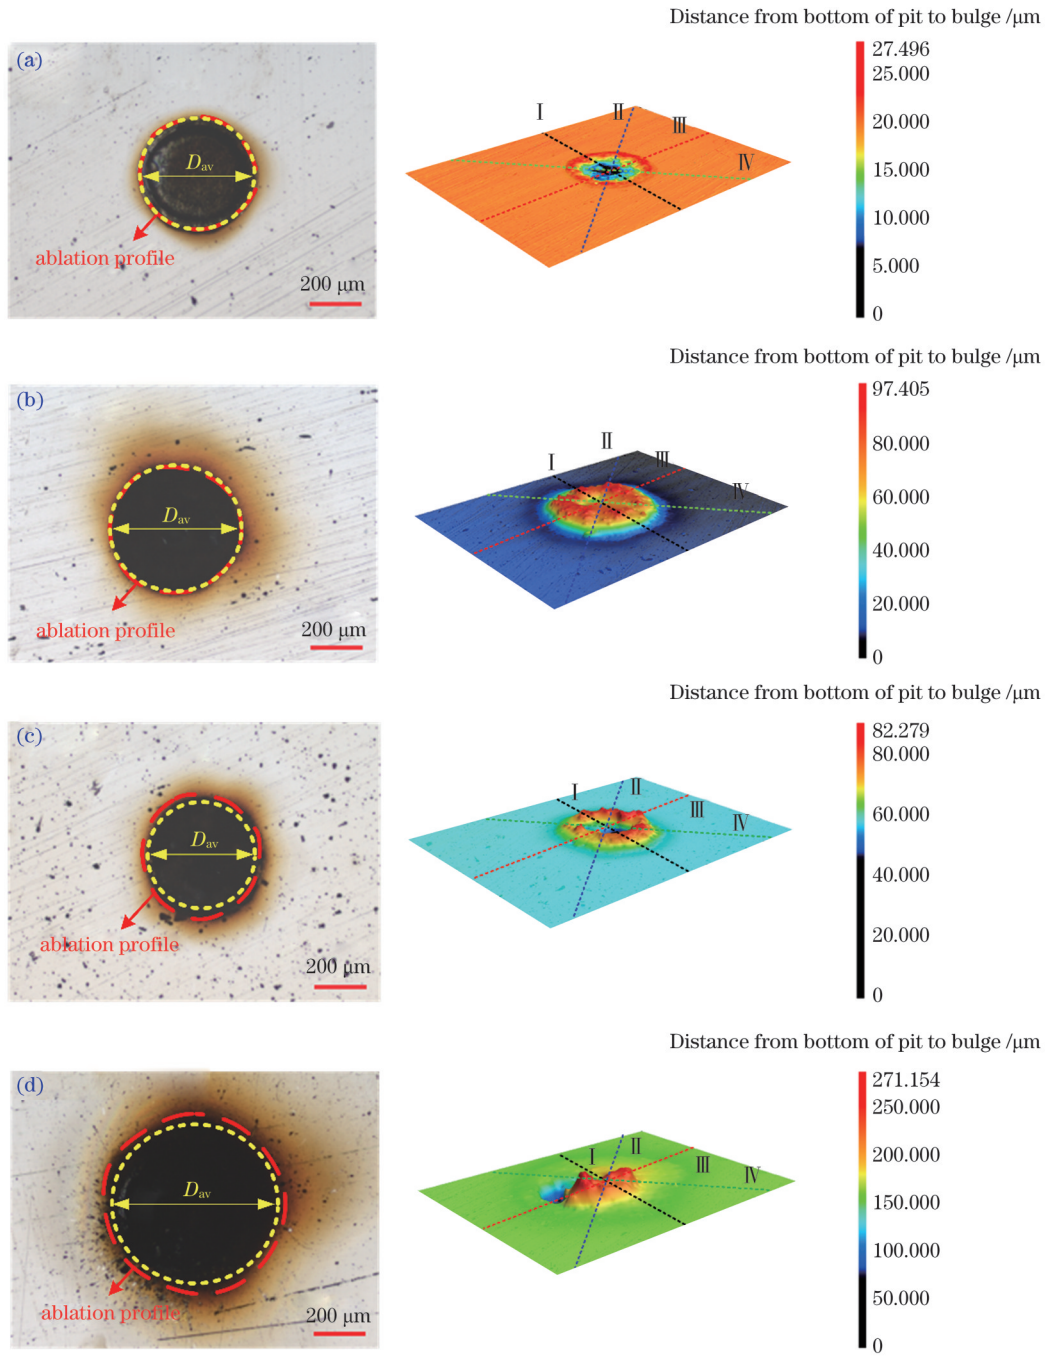 Distance from bottom of pit to bulge /μm
(a)
D_av
ablation profile
200 μm
Ⅰ
Ⅱ
Ⅲ
Ⅳ
27.496
25.000
20.000
15.000
10.000
5.000
0
Distance from bottom of pit to bulge /μm
(b)
D_av
ablation profile
200 μm
Ⅰ
Ⅱ
Ⅲ
Ⅳ
97.405
80.000
60.000
40.000
20.000
0
Distance from bottom of pit to bulge /μm
(c)
D_av
ablation profile
200 μm
Ⅰ
Ⅱ
Ⅲ
Ⅳ
82.279
80.000
60.000
40.000
20.000
0
Distance from bottom of pit to bulge /μm
(d)
D_av
ablation profile
200 μm
Ⅰ
Ⅱ
Ⅲ
Ⅳ
271.154
250.000
200.000
150.000
100.000
50.000
0